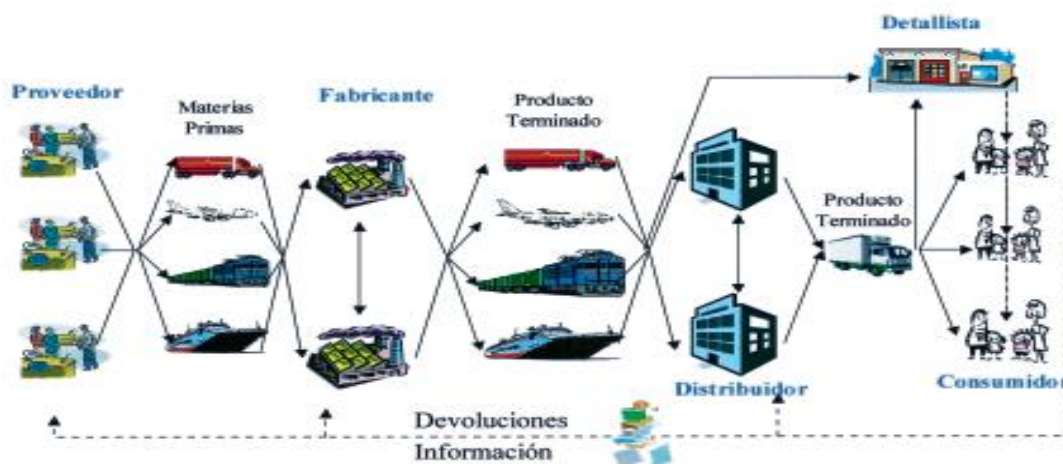 Detallista
Proveedor
Materias
Primas
Fabricante
Producto
Terminado
Producto
Terminado
Distribuidor
Consumidor
Devoluciones
Información